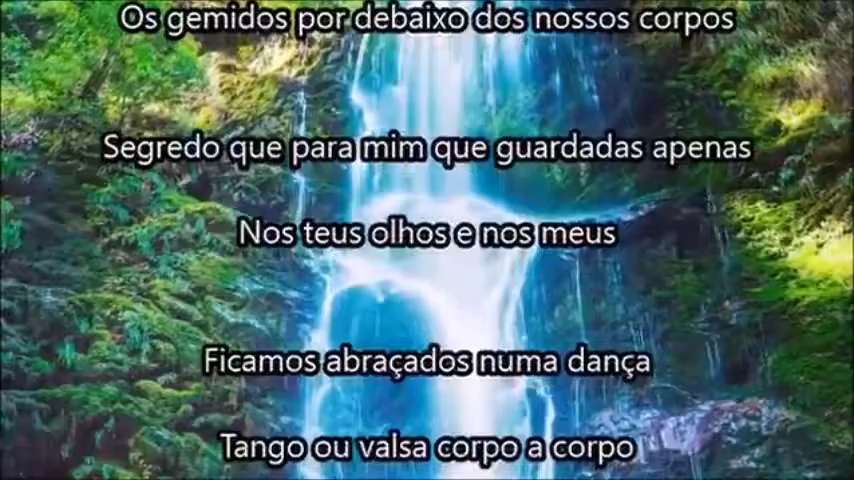 Os gemidos por debaixo dos nossos corpos
Segredo que para mim que guardadas apenas
Nos teus olhos e nos meus
Ficamos abraçados numa dança
Tango ou valsa corpo a corpo